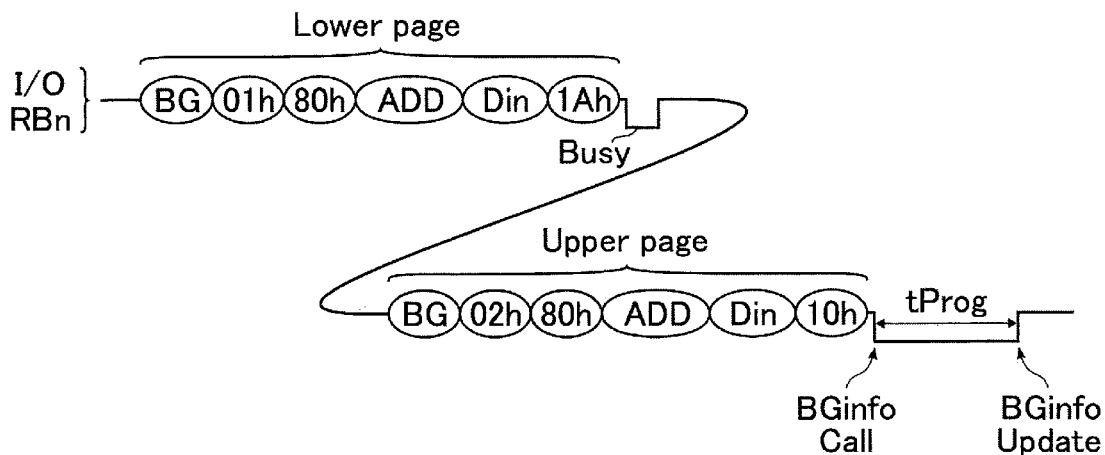 Lower page
I/O
RBn
BG 01h 80h ADD Din 1Ah
Busy
Upper page
BG 02h 80h ADD Din 10h
tProg
BGinfo
Call
BGinfo
Update